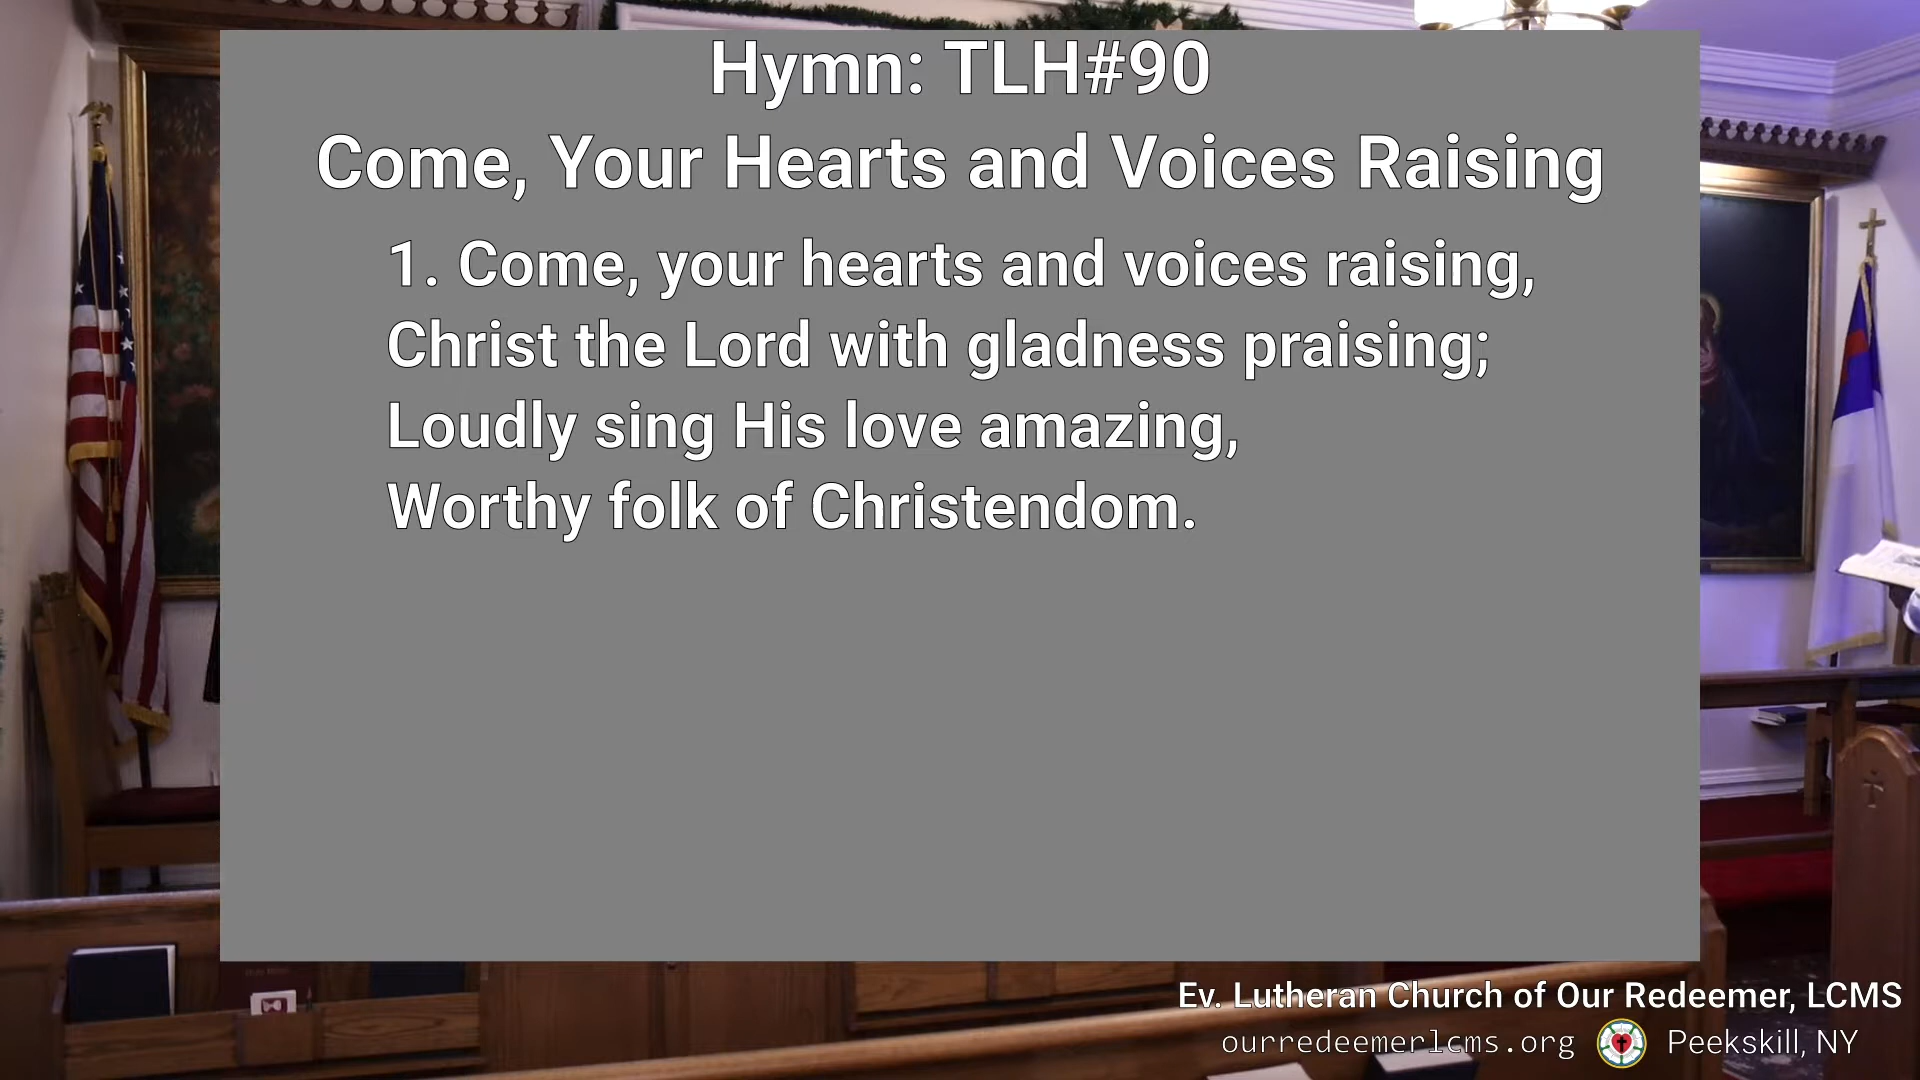 Hymn: TLH#90
Come, Your Hearts and Voices Raising
1. Come, your hearts and voices raising,
Christ the Lord with gladness praising;
Loudly sing His love amazing,
Worthy folk of Christendom.
Ev. Lutheran Church of Our Redeemer, LCMS
ourredeemerlcms.org
Peekskill, NY